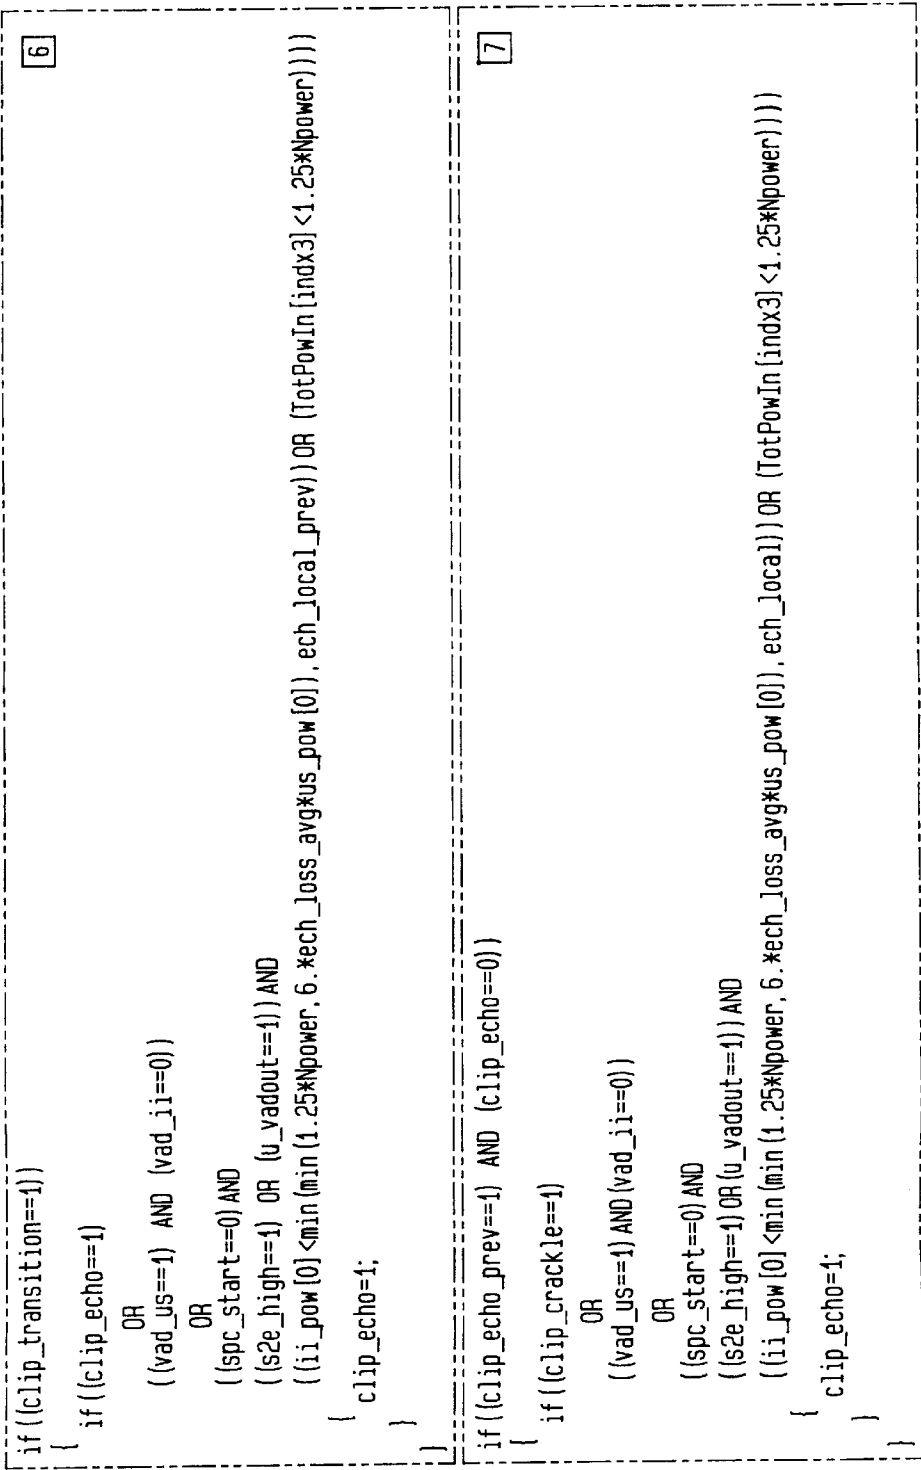 6
if((clip_transition==1))
{
if((clip_echo==1)
OR
((vad_us==1) AND (vad_ii==0))
OR
((spc_start==0)AND
((s2e_high==1) OR (u_vadout==1))AND
((ii_pow[0]<min(min(1.25*Npower,6.*ech_loss_avg*us_pow[0]),ech_local_prev))OR (TotPowIn[indx3]<1.25*Npower))))
{
clip_echo=1;
}
}
7
if((clip_echo_prev==1) AND (clip_echo==0))
{
if((clip_crackle==1)
OR
((vad_us==1)AND(vad_ii==0))
OR
((spc_start==0)AND
((s2e_high==1)OR(u_vadout==1))AND
((ii_pow[0]<min(min(1.25*Npower,6.*ech_loss_avg*us_pow[0]),ech_local))OR (TotPowIn[indx3]<1.25*Npower))))
{
clip_echo=1;
}
}